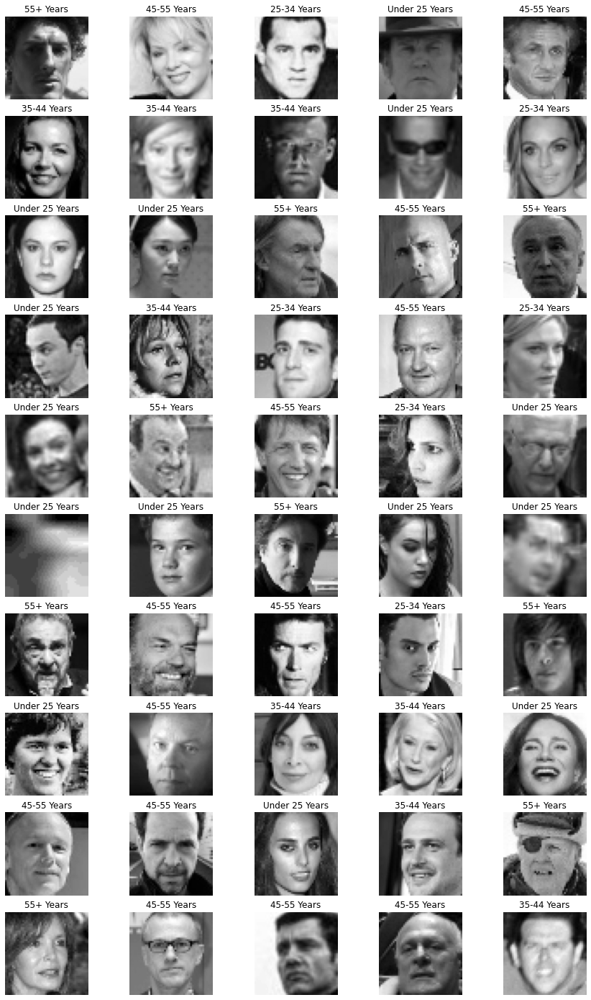 55+ Years 45-55 Years 25-34 Years Under 25 Years 45-55 Years
35-44 Years 35-44 Years 35-44 Years Under 25 Years 25-34 Years
Under 25 Years Under 25 Years 55+ Years 45-55 Years 55+ Years
Under 25 Years 35-44 Years 25-34 Years 45-55 Years 25-34 Years
Under 25 Years 55+ Years 45-55 Years 25-34 Years Under 25 Years
Under 25 Years Under 25 Years 55+ Years Under 25 Years Under 25 Years
55+ Years 45-55 Years 45-55 Years 25-34 Years 55+ Years
Under 25 Years 45-55 Years 35-44 Years 35-44 Years Under 25 Years
45-55 Years 45-55 Years Under 25 Years 35-44 Years 55+ Years
55+ Years 45-55 Years 45-55 Years 45-55 Years 35-44 Years